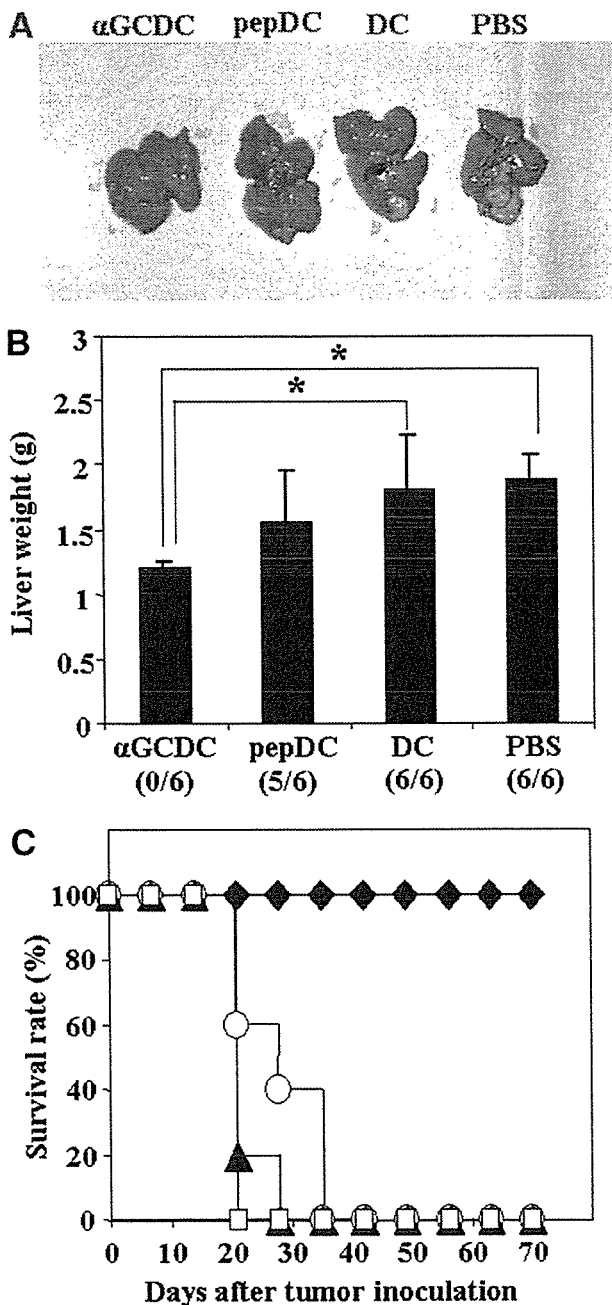 A
αGCDC pepDC DC PBS
B
3
2.5
2
1.5
1
0.5
0
Liver weight (g)
*
*
αGCDC pepDC DC PBS
(0/6) (5/6) (6/6) (6/6)
C
100
80
60
40
20
0
Survival rate (%)
0 10 20 30 40 50 60 70
Days after tumor inoculation